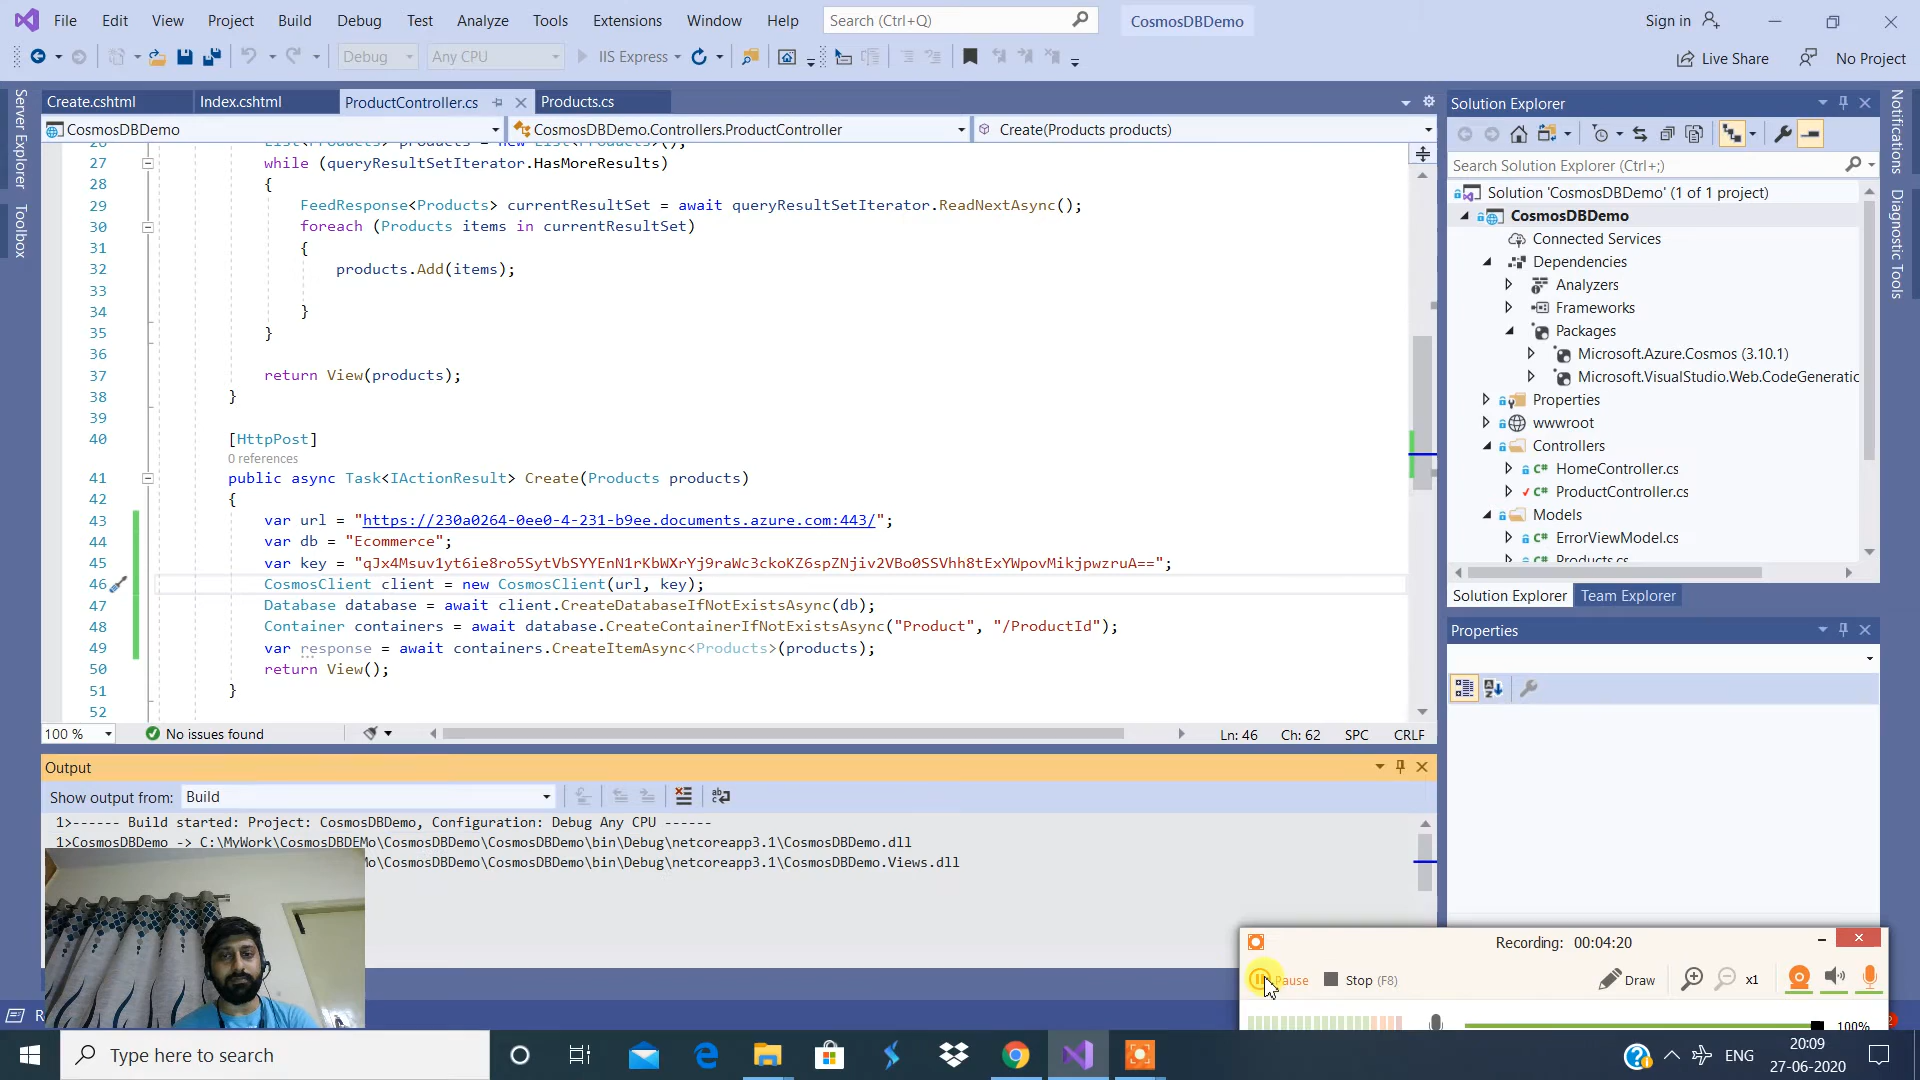 File Edit View Project Build Debug Test Analyze Tools Extensions Window Help Search (Ctrl+Q) CosmosDBDemo Sign in
Debug Any CPU IIS Express Live Share No Project
Server Explorer
Toolbox
Create.cshtml Index.cshtml ProductController.cs Products.cs
CosmosDBDemo CosmosDBDemo.Controllers.ProductController Create(Products products)
26 List<Products> products = new List<Products>();
27 while (queryResultSetIterator.HasMoreResults)
28 {
29 FeedResponse<Products> currentResultSet = await queryResultSetIterator.ReadNextAsync();
30 foreach (Products items in currentResultSet)
31 {
32 products.Add(items);
33
34 }
35 }
36
37 return View(products);
38 }
39
40 [HttpPost]
0 references
41 public async Task<IActionResult> Create(Products products)
42 {
43 var url = "https://230a0264-0ee0-4-231-b9ee.documents.azure.com:443/";
44 var db = "Ecommerce";
45 var key = "qJx4Msuv1yt6ie8ro5SytVbSYYEnN1rKbWXrYj9raWc3ckoKZ6spZNjiv2VBo0SSVhh8tExYWpovMikjpwzruA==";
46 CosmosClient client = new CosmosClient(url, key);
47 Database database = await client.CreateDatabaseIfNotExistsAsync(db);
48 Container containers = await database.CreateContainerIfNotExistsAsync("Product", "/ProductId");
49 var response = await containers.CreateItemAsync<Products>(products);
50 return View();
51 }
52
100 % No issues found Ln: 46 Ch: 62 SPC CRLF
Output
Show output from: Build
1>------ Build started: Project: CosmosDBDemo, Configuration: Debug Any CPU ------
1>CosmosDBDemo -> C:\MyWork\CosmosDBDEMo\CosmosDBDemo\CosmosDBDemo\bin\Debug\netcoreapp3.1\CosmosDBDemo.dll
Mo\CosmosDBDemo\CosmosDBDemo\bin\Debug\netcoreapp3.1\CosmosDBDemo.Views.dll
Solution Explorer
Search Solution Explorer (Ctrl+;)
Solution 'CosmosDBDemo' (1 of 1 project)
CosmosDBDemo
Connected Services
Dependencies
Analyzers
Frameworks
Packages
Microsoft.Azure.Cosmos (3.10.1)
Microsoft.VisualStudio.Web.CodeGeneratic
Properties
wwwroot
Controllers
HomeController.cs
ProductController.cs
Models
ErrorViewModel.cs
Products.cs
Solution Explorer Team Explorer
Properties
Notifications
Diagnostic Tools
Recording: 00:04:20
Pause Stop (F8) Draw x1
100%
R
Type here to search
ENG
20:09
27-06-2020